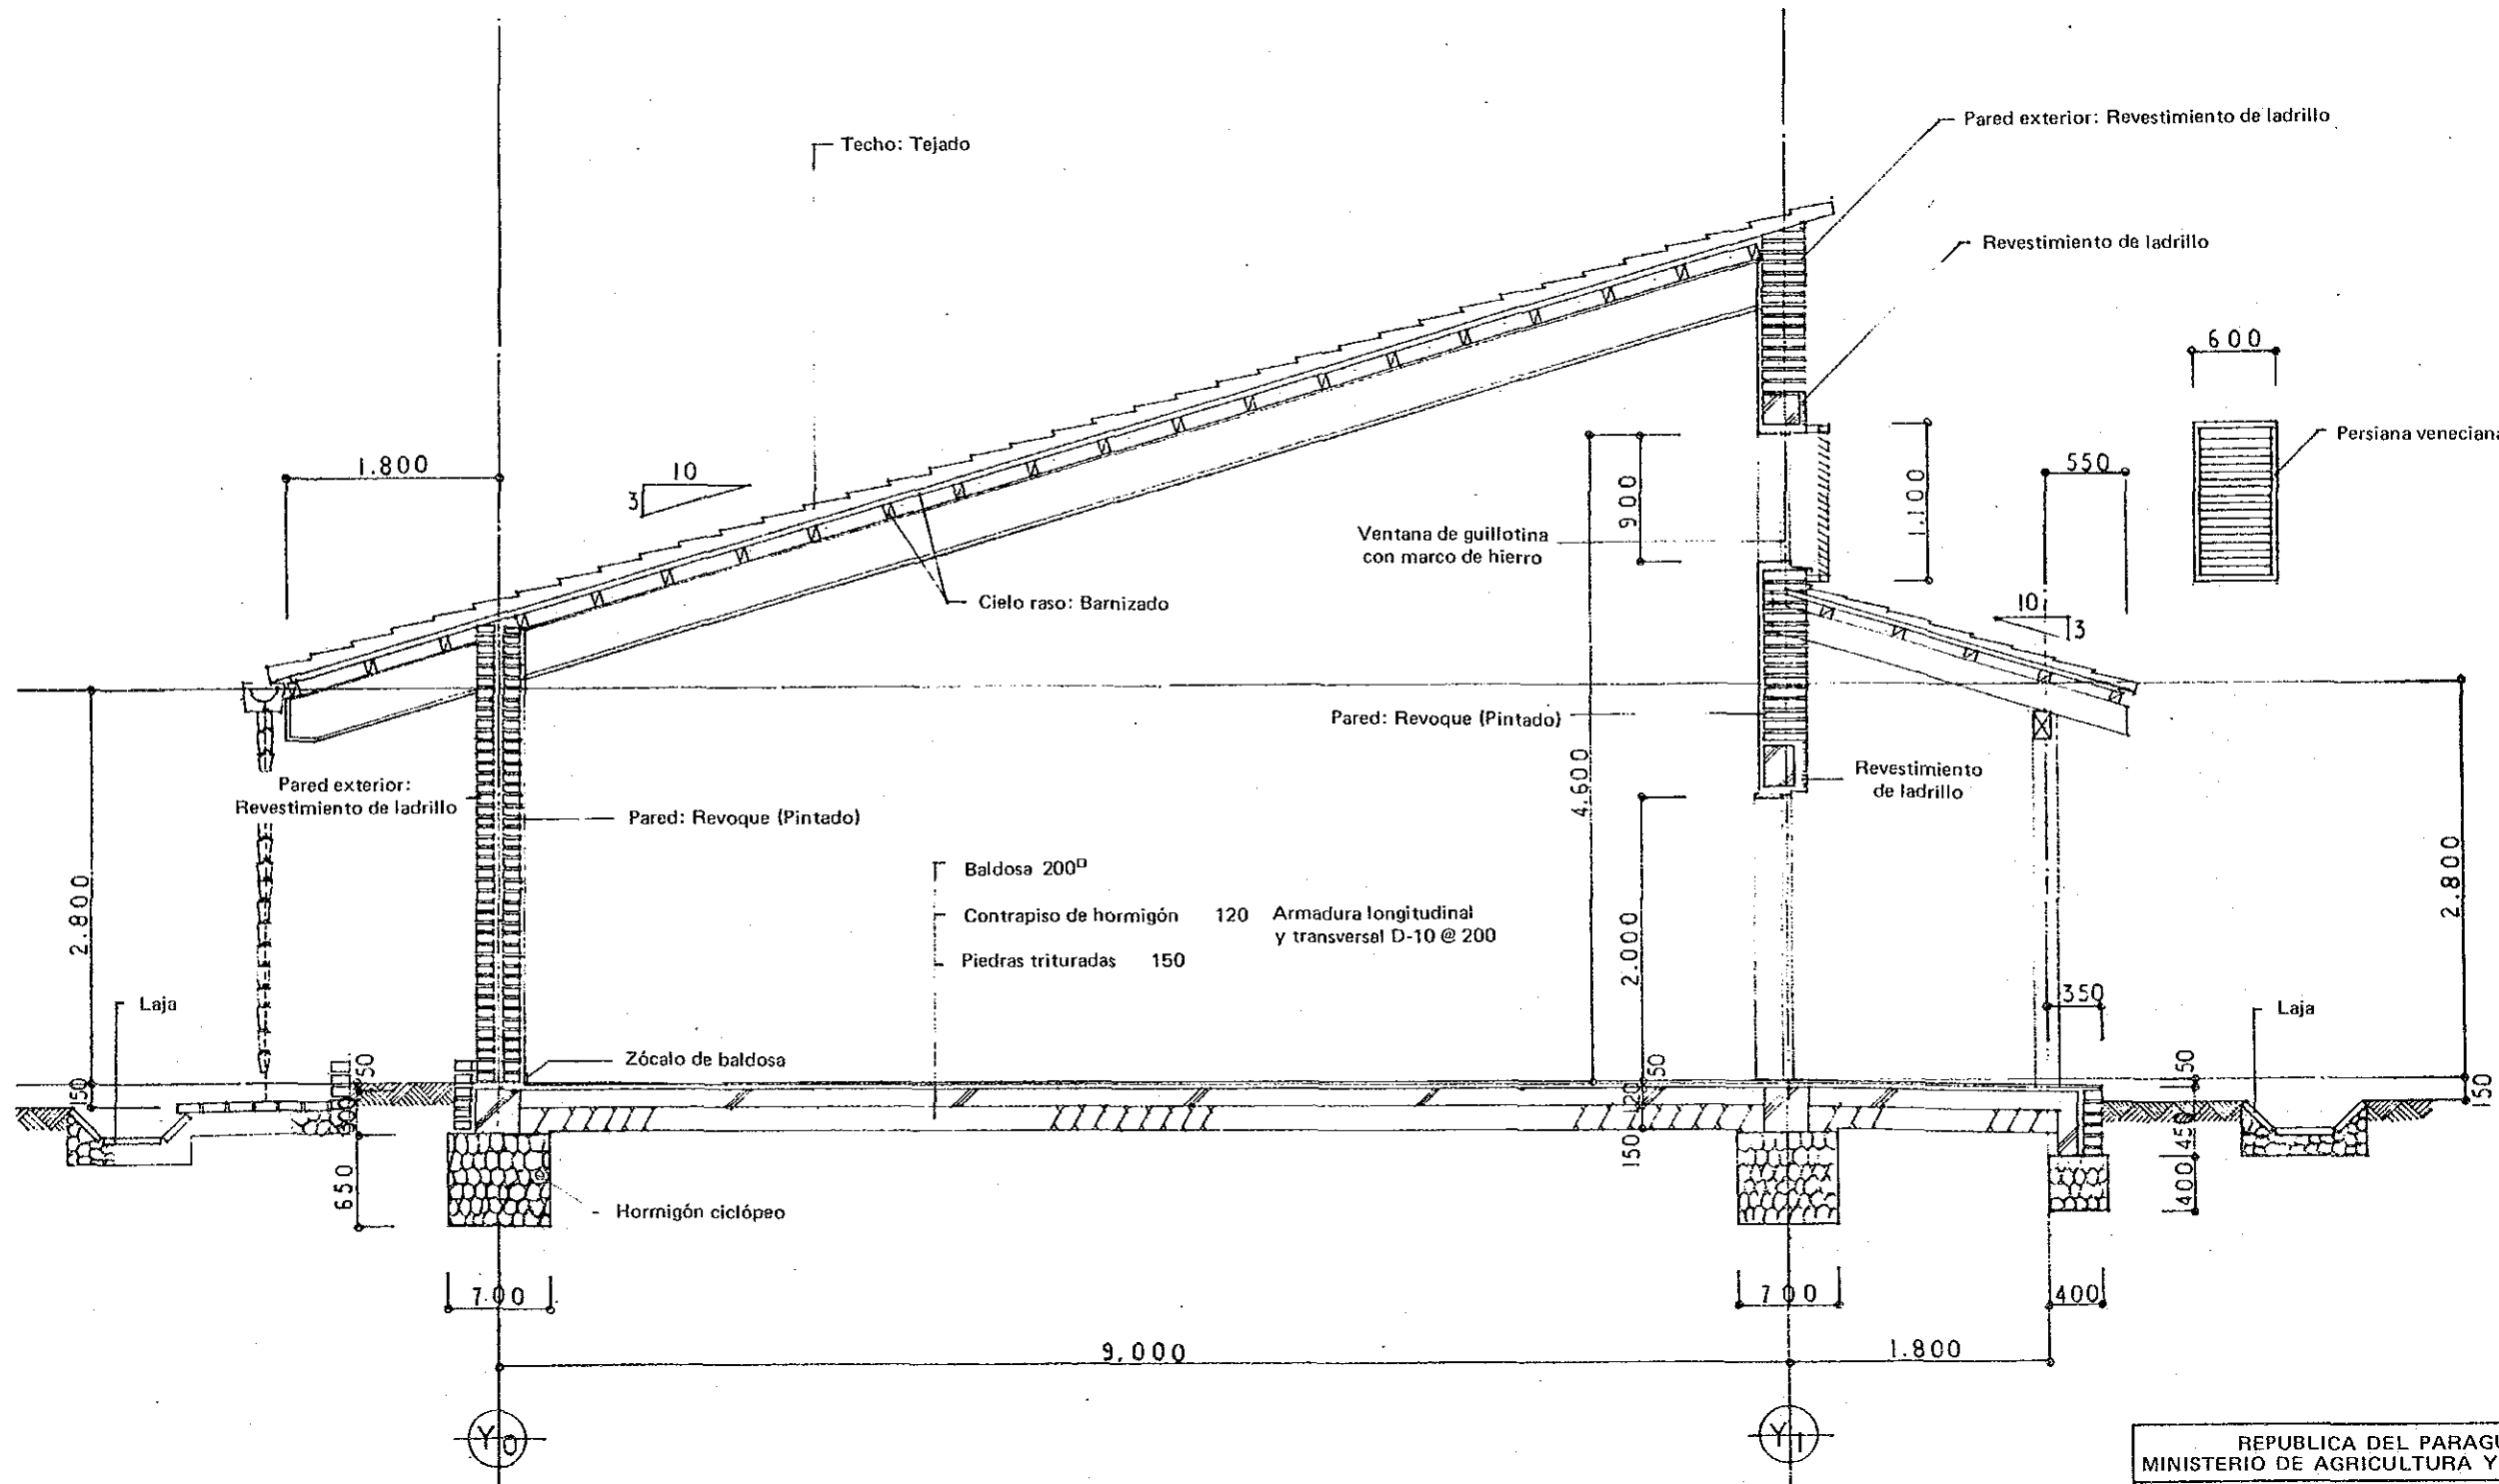 Techo: Tejado
Pared exterior: Revestimiento de ladrillo
Revestimiento de ladrillo
600
Persiana veneciana
1.800
10
3
550
900
1,100
Ventana de guillotina
con marco de hierro
Cielo raso: Barnizado
10
3
Pared: Revoque (Pintado)
Pared exterior:
Revestimiento de ladrillo
Pared: Revoque (Pintado)
4.600
Revestimiento
de ladrillo
2.800
Baldosa 200□
Contrapiso de hormigón 120 Armadura longitudinal
y transversal D-10 @ 200
Piedras trituradas 150
2.000
2.800
350
Laja
Laja
Zócalo de baldosa
150
50
50
120
150
50
450
400
150
650
Hormigón ciclópeo
700
700
400
9,000
1.800
Y0
Y1
REPUBLICA DEL PARAGU
MINISTERIO DE AGRICULTURA Y